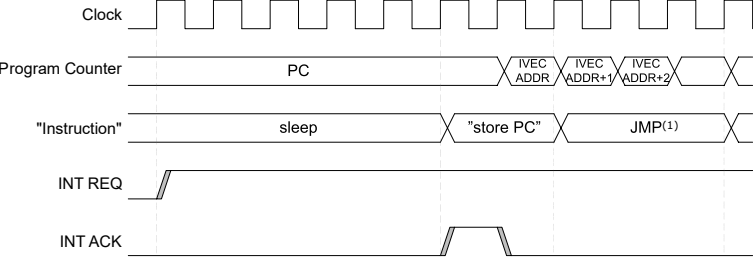 Clock
Program Counter
PC
IVEC
ADDR
IVEC
ADDR+1
IVEC
ADDR+2
"Instruction"
sleep
"store PC"
JMP(1)
INT REQ
INT ACK